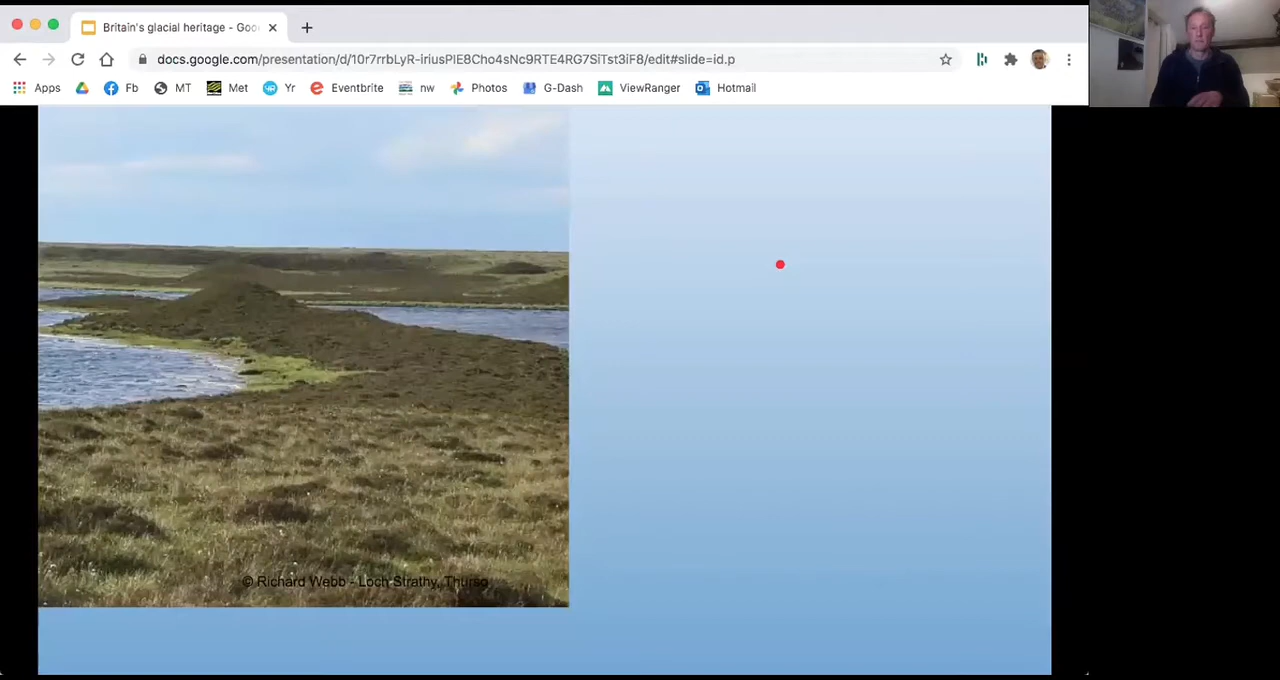 Britain's glacial heritage - Goo
docs.google.com/presentation/d/10r7rrbLyR-iriusPlE8Cho4sNc9RTE4RG7SiTst3iF8/edit#slide=id.p
Apps Fb MT Met Yr Eventbrite nw Photos G-Dash ViewRanger Hotmail
© Richard Webb - Loch Strathy, Thurso